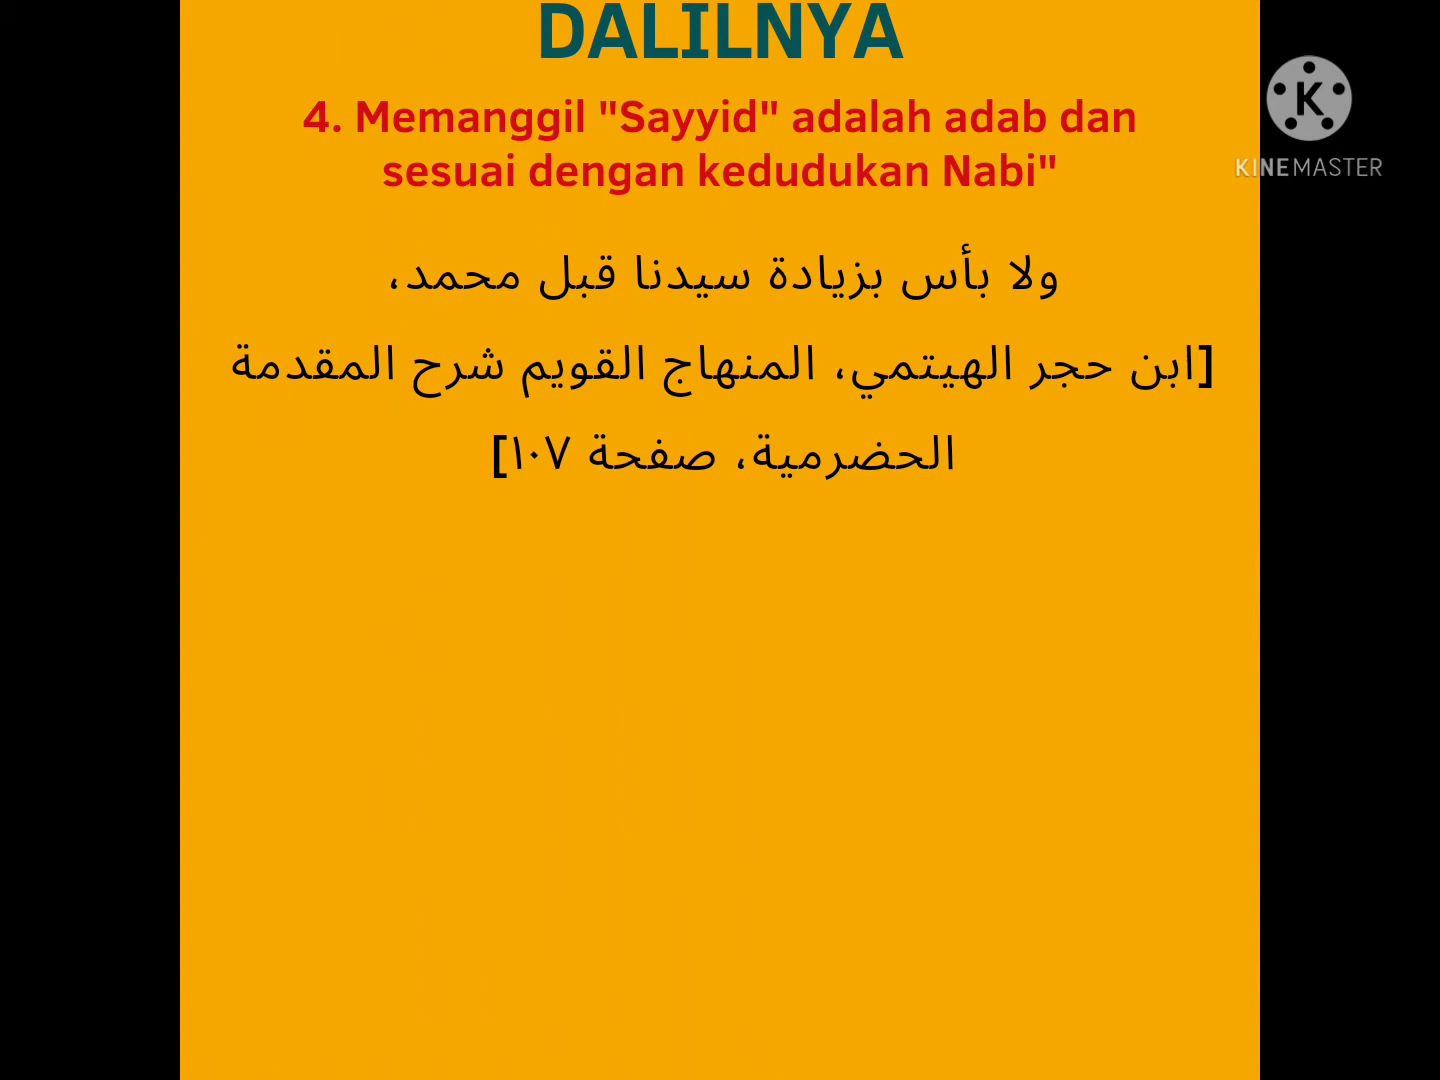 DALILNYA
4. Memanggil "Sayyid" adalah adab dan
sesuai dengan kedudukan Nabi"
ولا بأس بزيادة سيدنا قبل محمد،
[ابن حجر الهيتمي، المنهاج القويم شرح المقدمة
الحضرمية، صفحة ١٠٧]
KINEMASTER